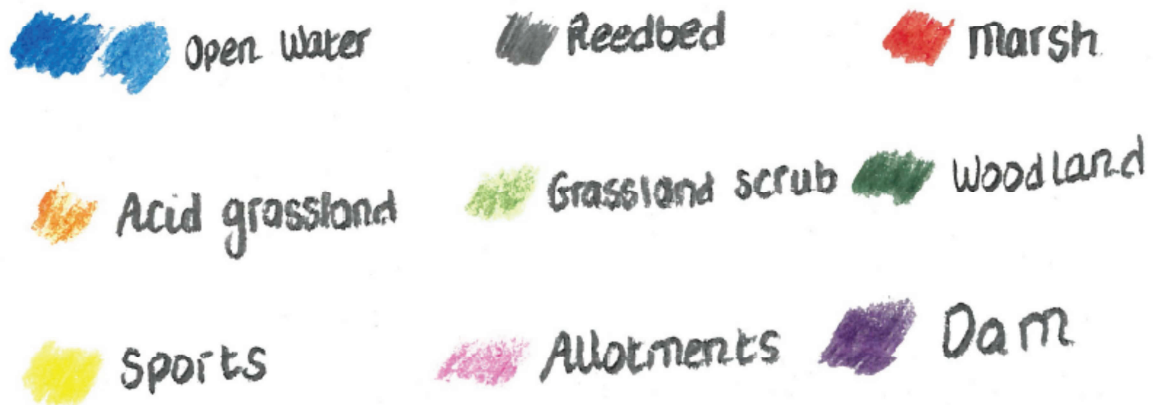 Open Water
Reedbed
Marsh
Acid grassland
Grassland scrub
Woodland
Sports
Allotments
Dam